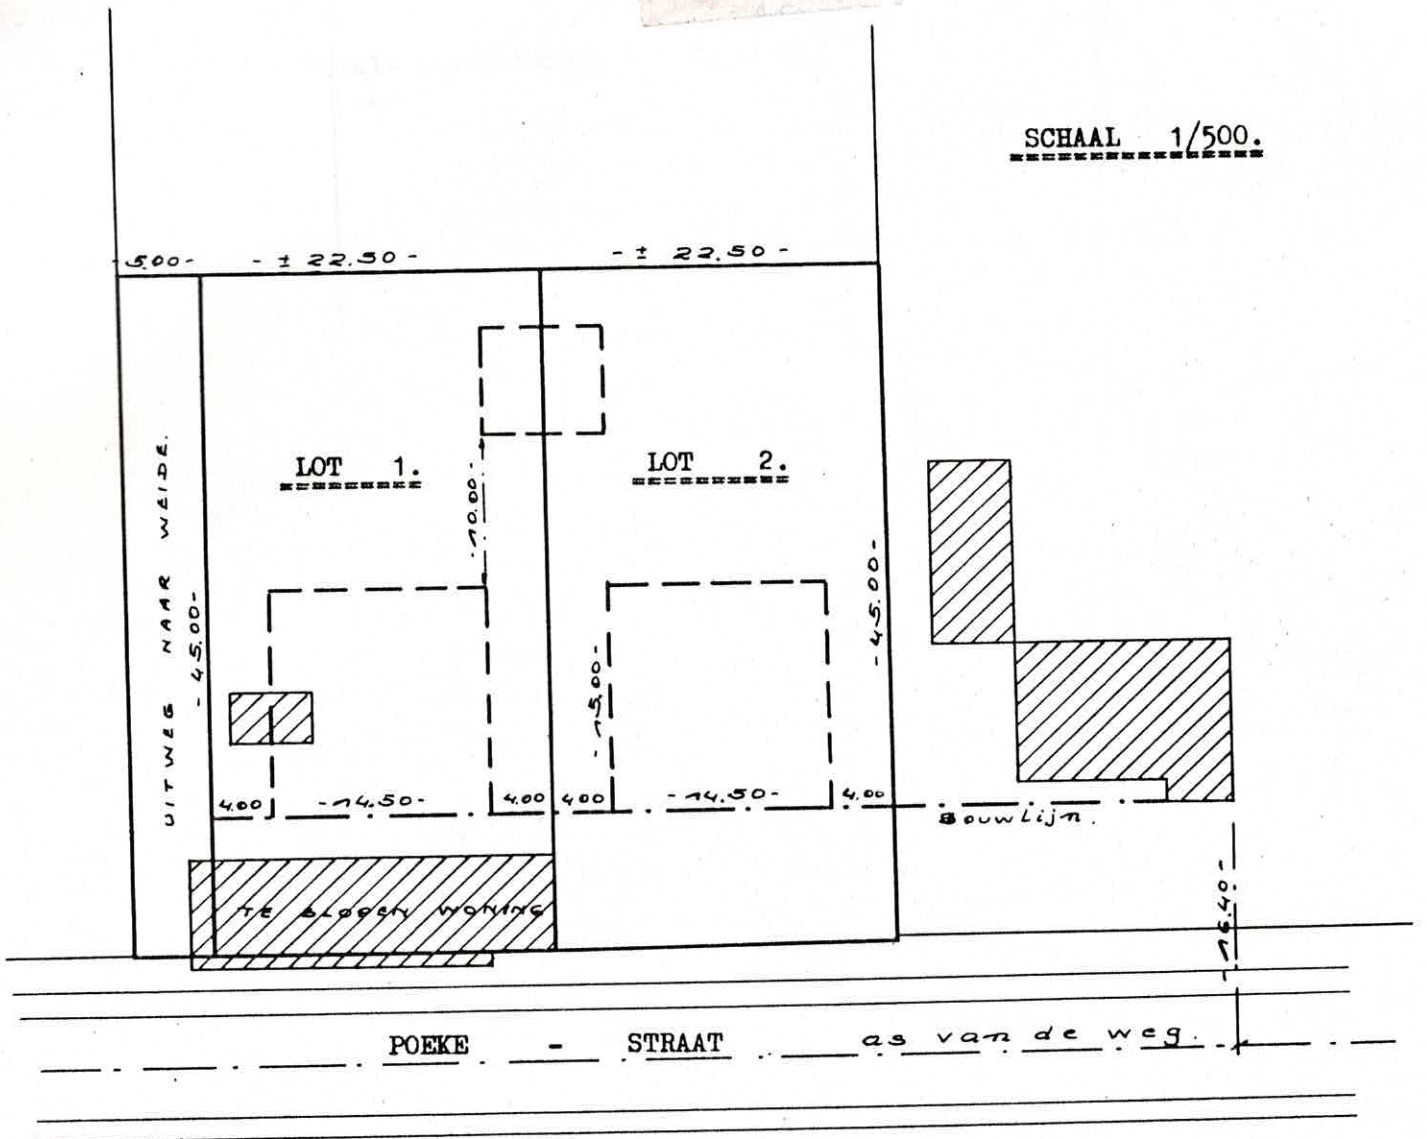 SCHAAL 1/500.
5.00- - ± 22.50 - - ± 22.50 -
LOT 1.
LOT 2.
UITWEG NAAR WEIDE.
-10.00-
-45.00-
-45.00-
-15.00-
4.00 -14.50- 4.00 4.00 -14.50- 4.00
Bouwlijn.
TE SLOPEN WONING
-16.40-
POEKE - STRAAT as van de weg.